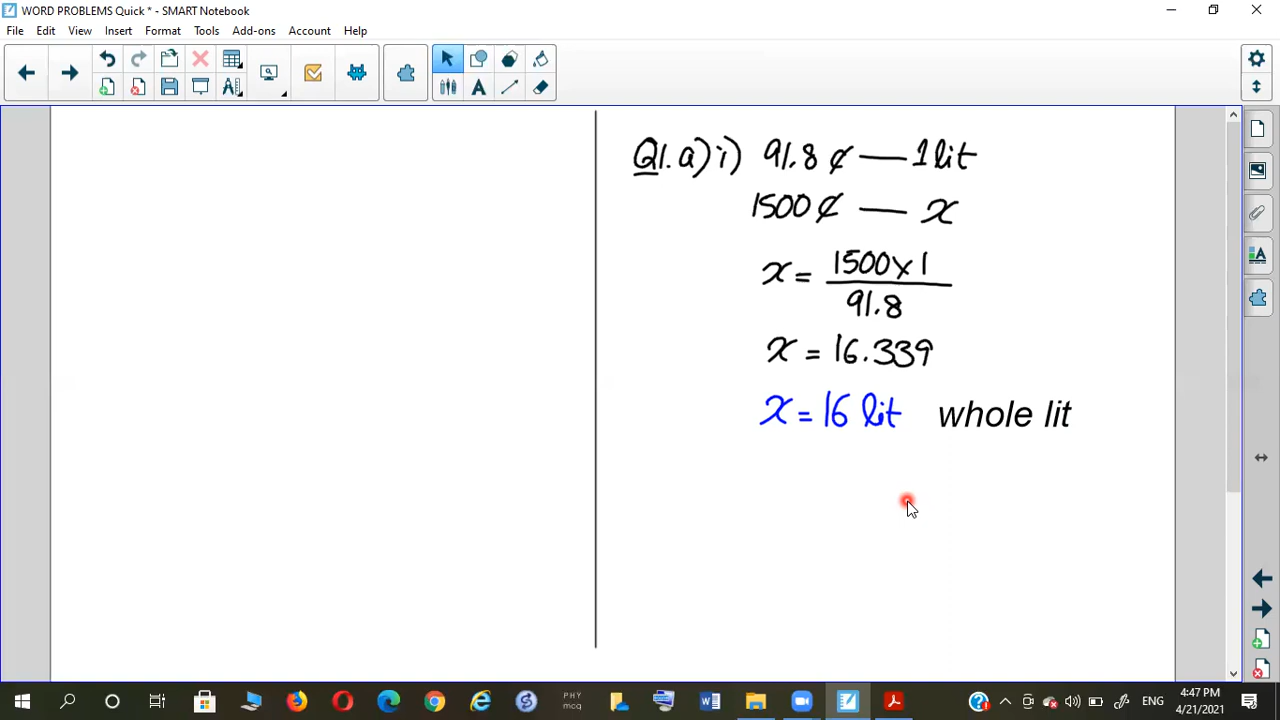 WORD PROBLEMS Quick * - SMART Notebook
File Edit View Insert Format Tools Add-ons Account Help
Q1.a)i) 91.8 ¢ — 1 lit
1500 ¢ — x
x = 1500 x 1
91.8
x = 16.339
x = 16 lit whole lit
PHY
mcq
ENG
4:47 PM
4/21/2021